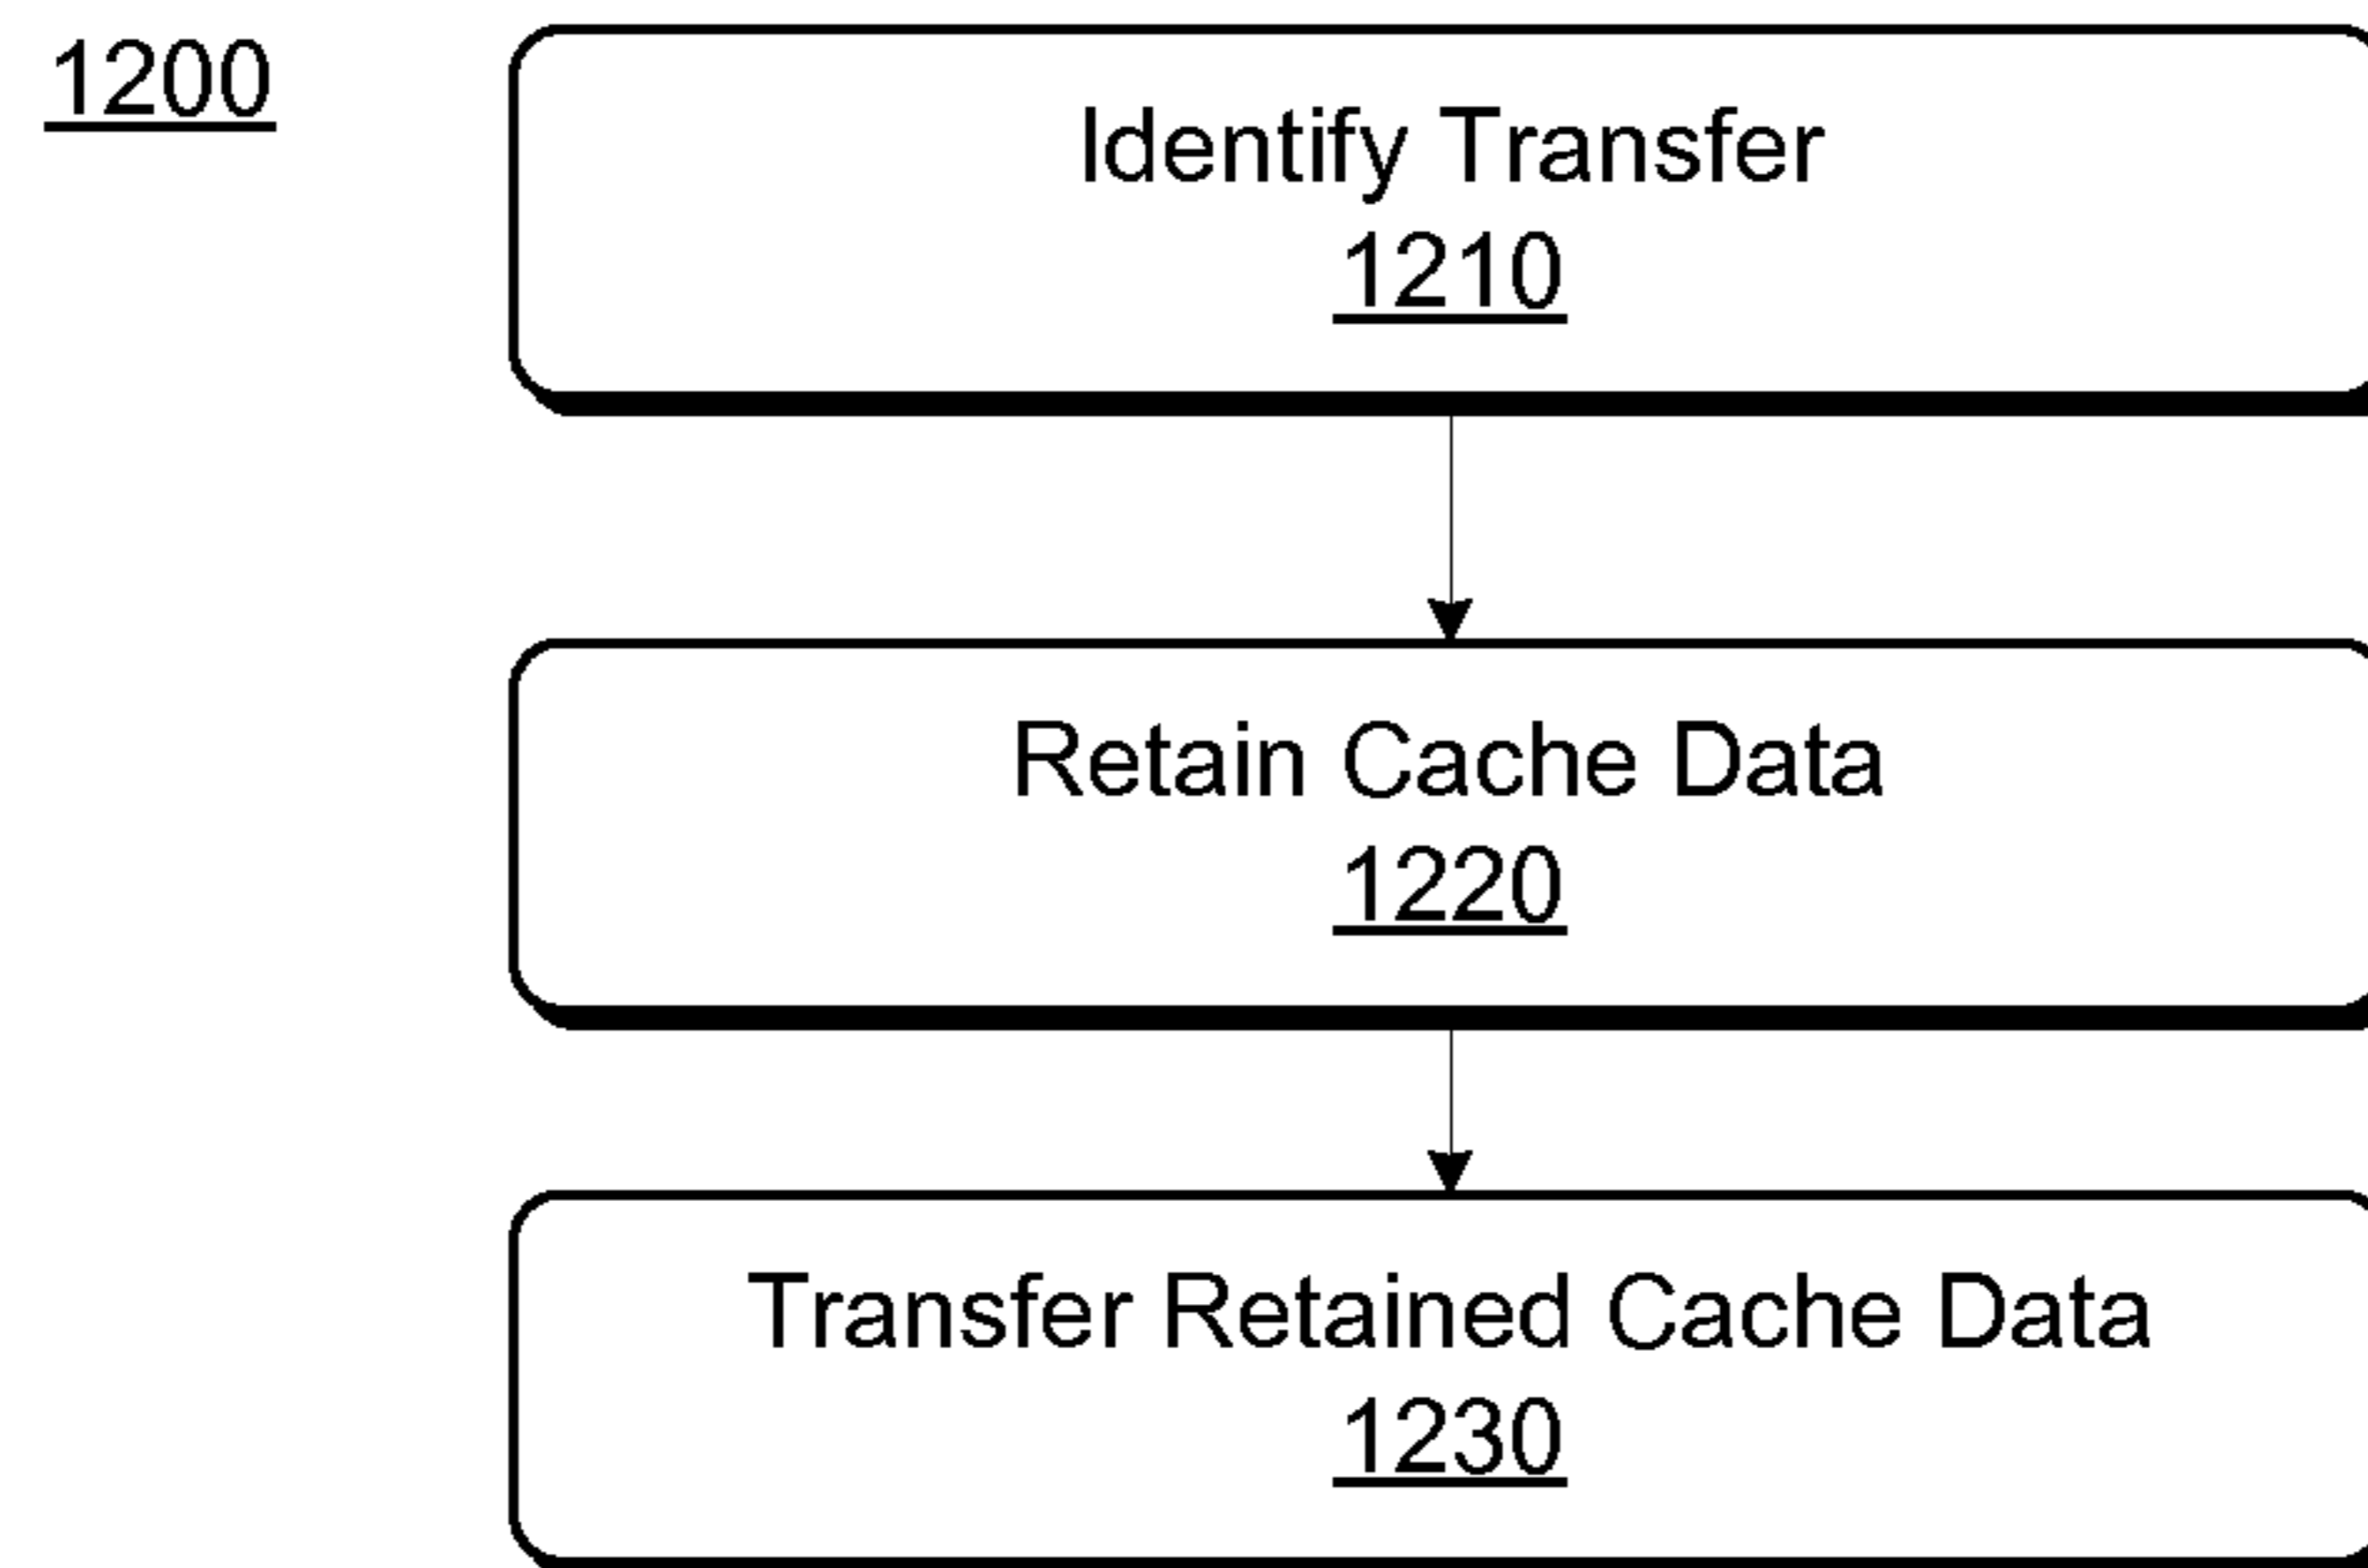 1200
Identify Transfer
1210
Retain Cache Data
1220
Transfer Retained Cache Data
1230